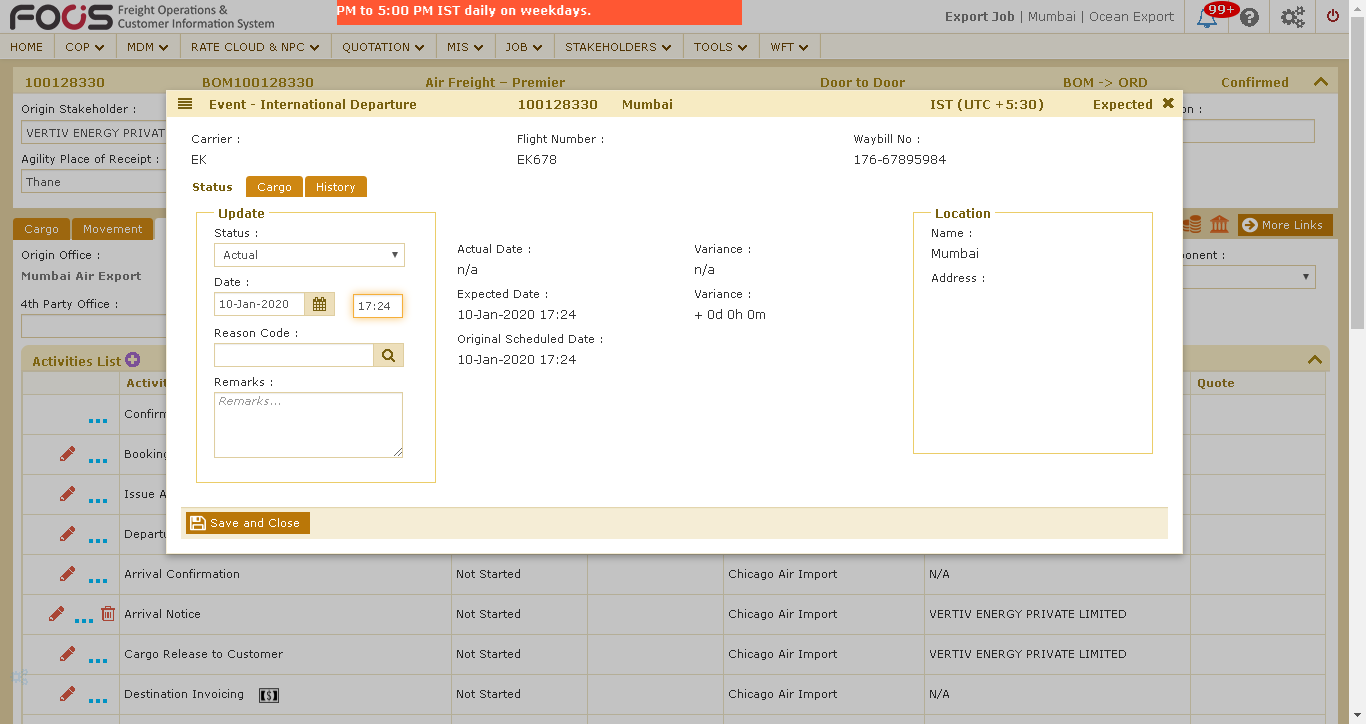 FOCUS Freight Operations &
Customer Information System
PM to 5:00 PM IST daily on weekdays.
Export Job | Mumbai | Ocean Export
99+
HOME COP MDM RATE CLOUD & NPC QUOTATION MIS JOB STAKEHOLDERS TOOLS WFT
100128330 BOM100128330 Air Freight – Premier Door to Door BOM -> ORD Confirmed
Event - International Departure 100128330 Mumbai IST (UTC +5:30) Expected
Origin Stakeholder :
on :
VERTIV ENERGY PRIVAT
Agility Place of Receipt :
Thane
Carrier : Flight Number : Waybill No :
EK EK678 176-67895984
Status Cargo History
Cargo Movement
More Links
Update
Location
Status :
Name :
Actual
Mumbai
Address :
Actual Date : Variance :
n/a n/a
Date :
10-Jan-2020 17:24
Expected Date : Variance :
10-Jan-2020 17:24 + 0d 0h 0m
Reason Code :
Original Scheduled Date :
10-Jan-2020 17:24
Remarks :
Remarks...
Save and Close
Origin Office :
ponent :
Mumbai Air Export
4th Party Office :
Activities List
Activit
Quote
Confirm
Booking
Issue A
Departu
Arrival Confirmation Not Started Chicago Air Import N/A
Arrival Notice Not Started Chicago Air Import VERTIV ENERGY PRIVATE LIMITED
Cargo Release to Customer Not Started Chicago Air Import VERTIV ENERGY PRIVATE LIMITED
Destination Invoicing Not Started Chicago Air Import N/A